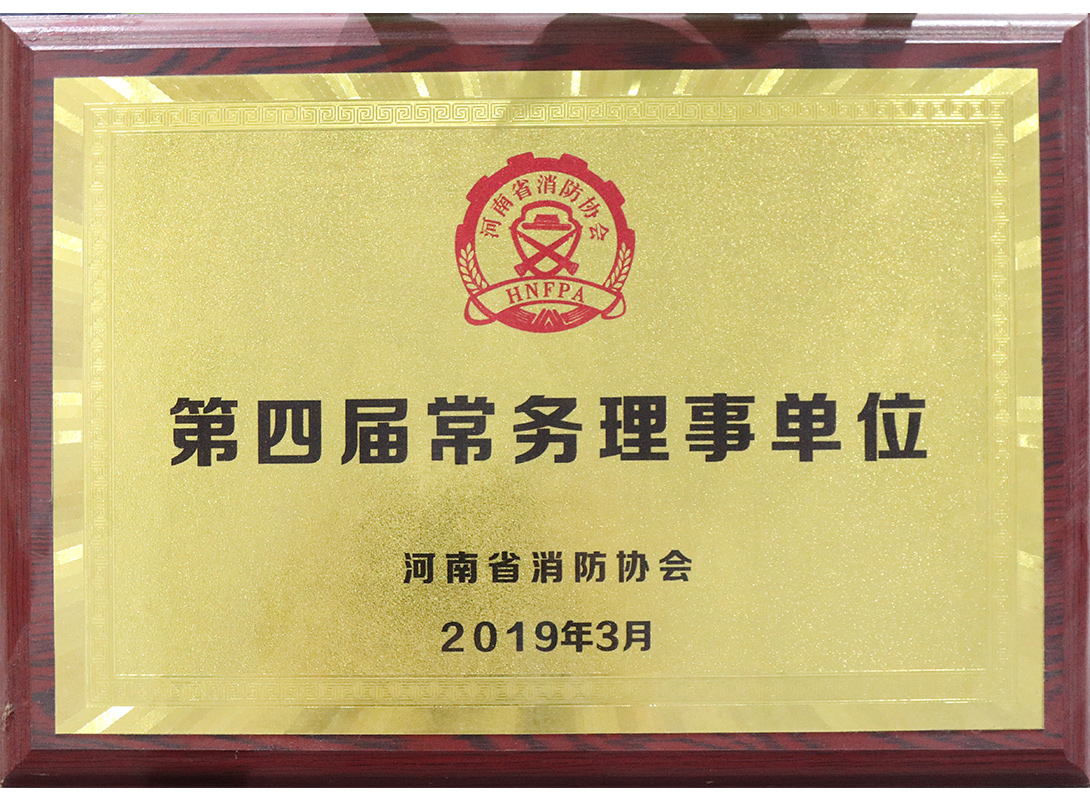 河南省消防协会
HNFPA
第四届常务理事单位
河南省消防协会
2019年3月